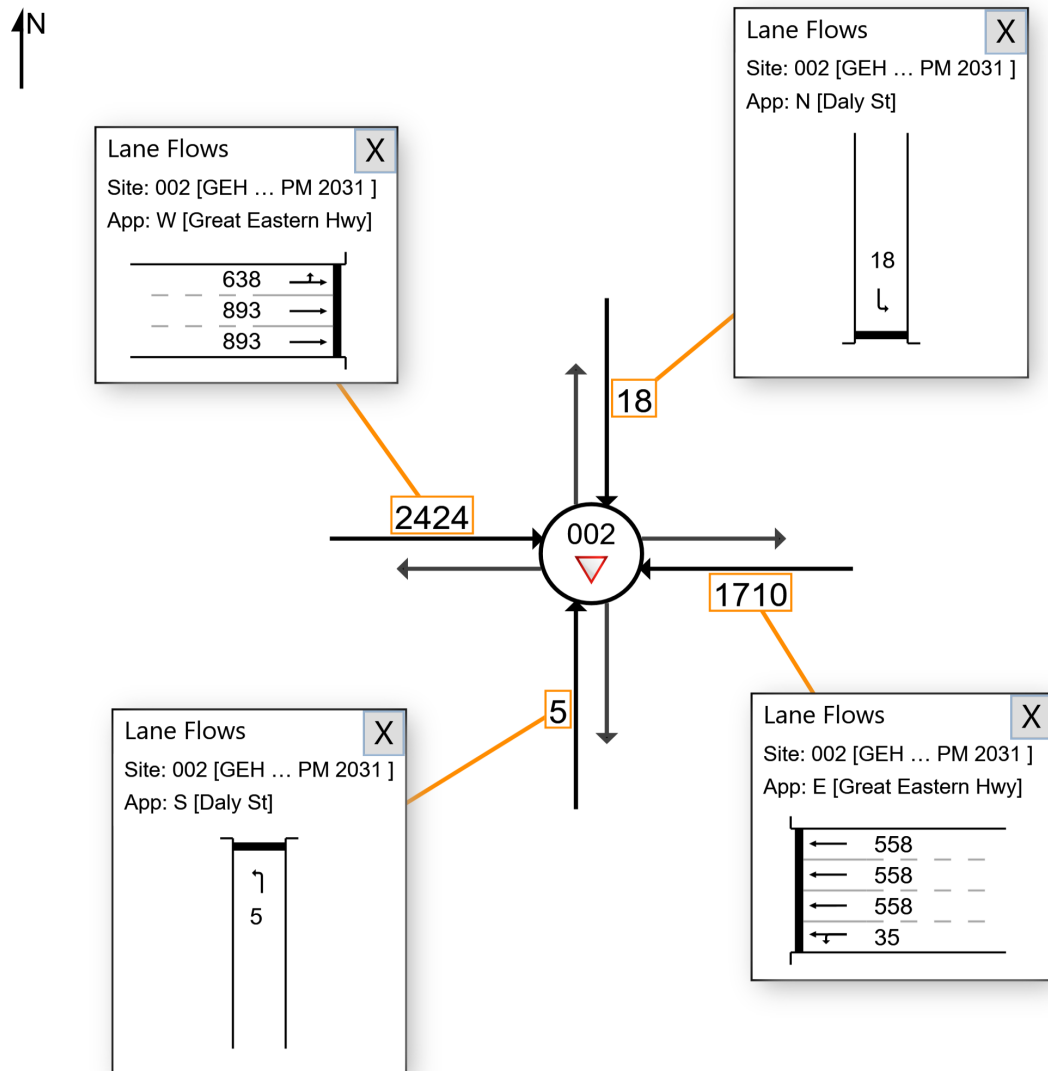 N
Lane Flows
X
Site: 002 [GEH ... PM 2031 ]
App: N [Daly St]
18
Lane Flows
X
Site: 002 [GEH ... PM 2031 ]
App: W [Great Eastern Hwy]
638
893
893
18
2424
002
1710
5
Lane Flows
X
Site: 002 [GEH ... PM 2031 ]
App: S [Daly St]
5
Lane Flows
X
Site: 002 [GEH ... PM 2031 ]
App: E [Great Eastern Hwy]
558
558
558
35